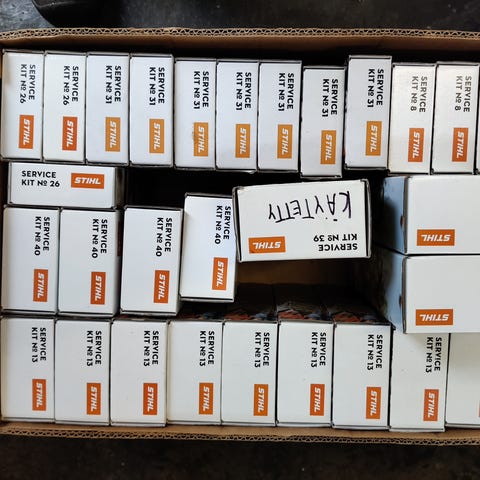 SERVICE
KIT № 26
STIHL
SERVICE
KIT № 26
STIHL
SERVICE
KIT № 31
STIHL
SERVICE
KIT № 31
STIHL
SERVICE
KIT № 31
STIHL
SERVICE
KIT № 31
STIHL
SERVICE
KIT № 31
STIHL
SERVICE
KIT № 31
STIHL
SERVICE
KIT № 31
STIHL
SERVICE
KIT № 8
STIHL
SERVICE
KIT № 8
STIHL
SERVICE
KIT № 26
STIHL
SERVICE
KIT № 40
STIHL
SERVICE
KIT № 40
STIHL
SERVICE
KIT № 40
STIHL
SERVICE
KIT № 40
STIHL
KÄYTETTY
SERVICE
KIT № 39
STIHL
STIHL
STIHL
SERVICE
KIT № 13
STIHL
SERVICE
KIT № 13
STIHL
SERVICE
KIT № 13
STIHL
SERVICE
KIT № 13
STIHL
SERVICE
KIT № 13
STIHL
SERVICE
KIT № 13
STIHL
SERVICE
KIT № 13
STIHL
SERVICE
KIT № 13
STIHL